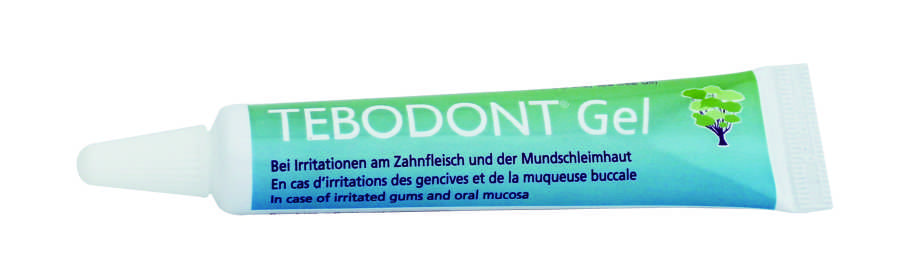 TEBODONT® Gel
Bei Irritationen am Zahnfleisch und der Mundschleimhaut
En cas d'irritations des gencives et de la muqueuse buccale
In case of irritated gums and oral mucosa